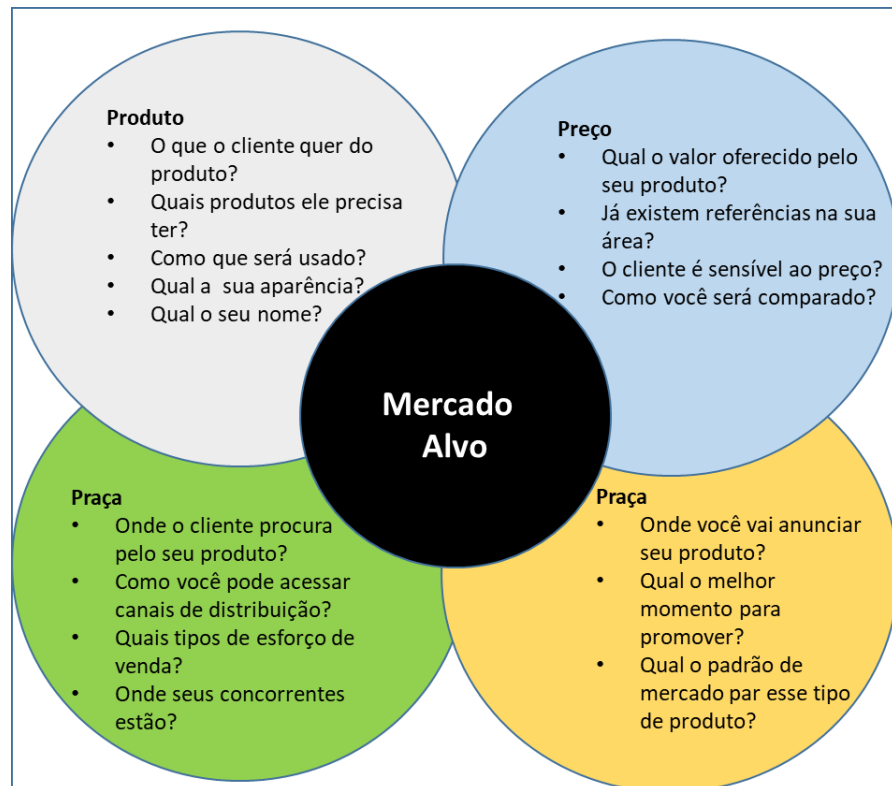 Produto
• O que o cliente quer do
produto?
• Quais produtos ele precisa
ter?
• Como que será usado?
• Qual a sua aparência?
• Qual o seu nome?
Preço
• Qual o valor oferecido pelo
seu produto?
• Já existem referências na sua
área?
• O cliente é sensível ao preço?
• Como você será comparado?
Mercado
Alvo
Praça
• Onde o cliente procura
pelo seu produto?
• Como você pode acessar
canais de distribuição?
• Quais tipos de esforço de
venda?
• Onde seus concorrentes
estão?
Praça
• Onde você vai anunciar
seu produto?
• Qual o melhor
momento para
promover?
• Qual o padrão de
mercado par esse tipo
de produto?